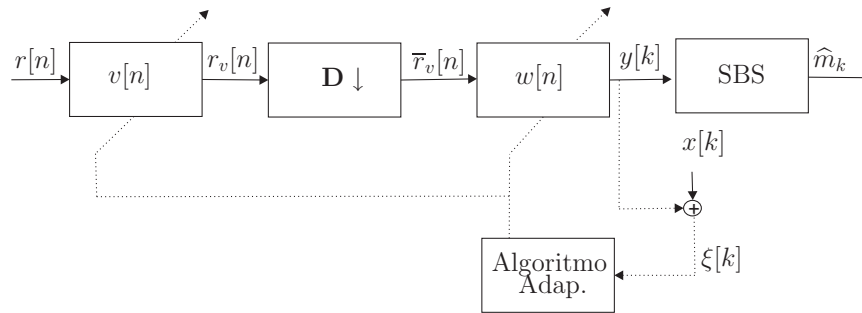 r[n]
v[n]
r_v[n]
D ↓
r̅_v[n]
w[n]
y[k]
SBS
m̂_k
x[k]
+
ξ[k]
Algoritmo
Adap.